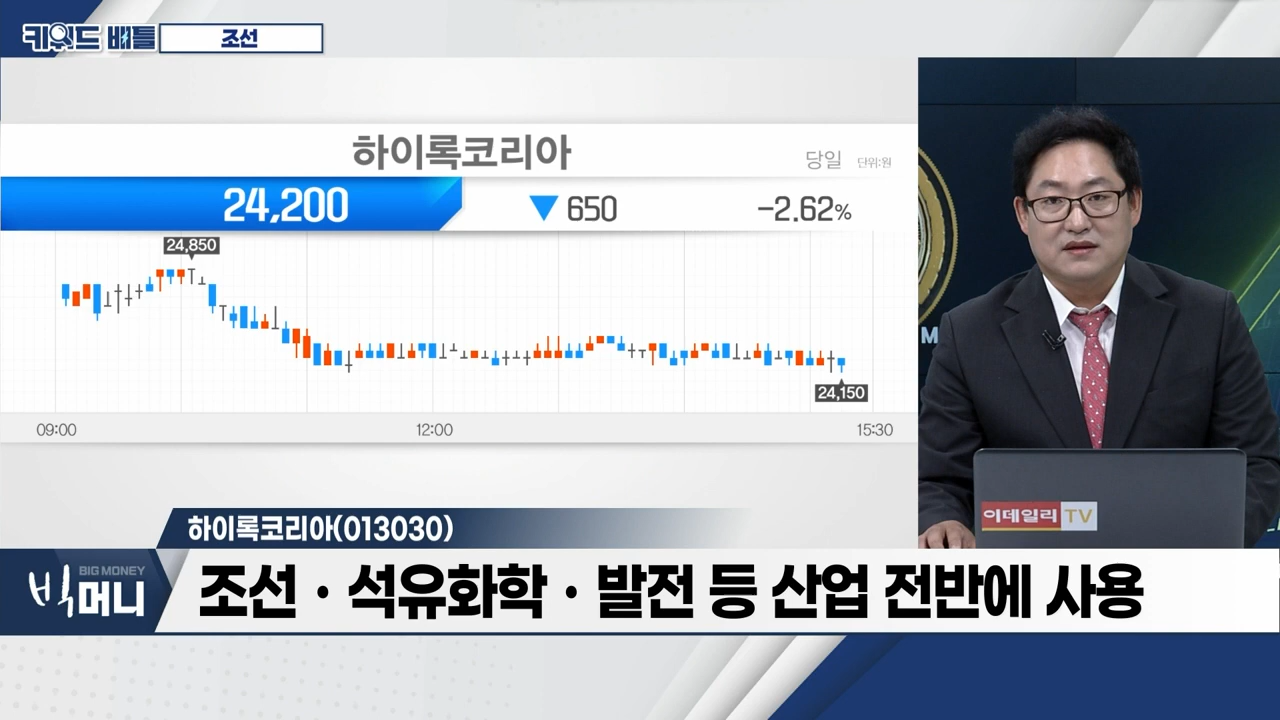 키워드 배틀
조선
하이록코리아
당일 단위:원
24,200 ▼650 -2.62%
24,850
24,150
09:00 12:00 15:30
M
이데일리TV
하이록코리아(013030)
BIG MONEY
빅머니
조선·석유화학·발전 등 산업 전반에 사용